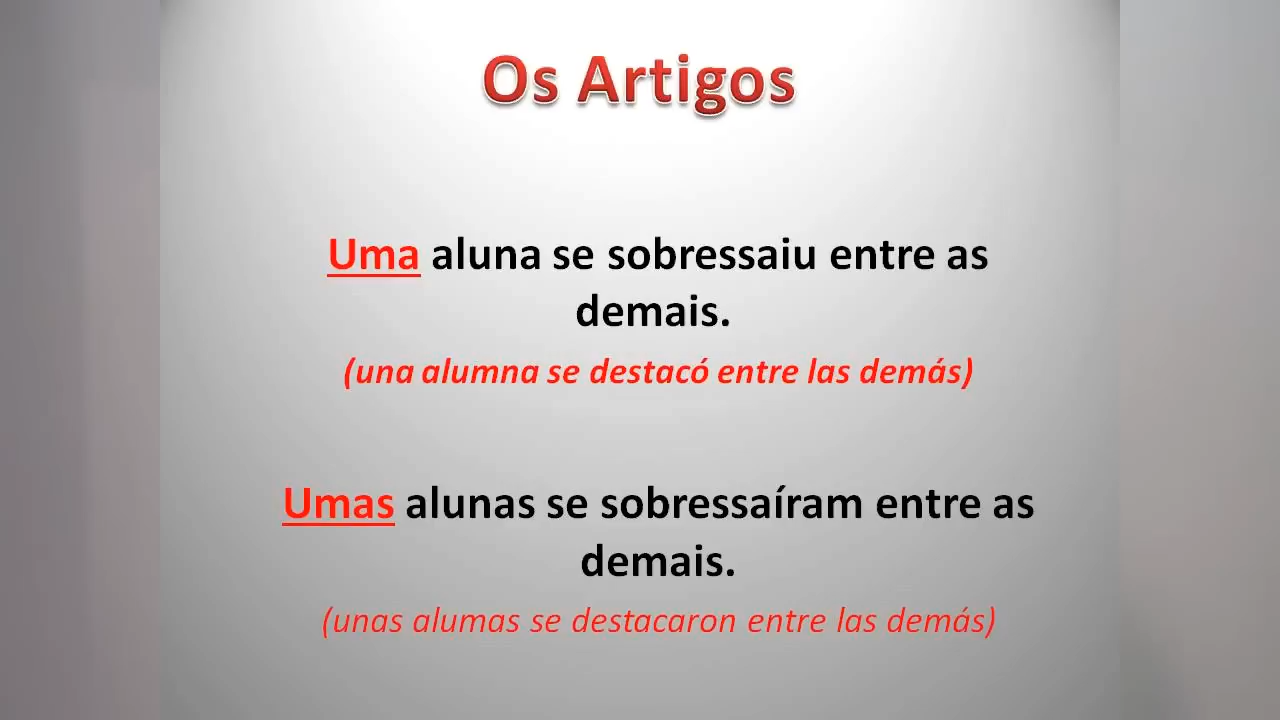 Os Artigos
Uma aluna se sobressaiu entre as
demais.
(una alumna se destacó entre las demás)
Umas alunas se sobressaíram entre as
demais.
(unas alumas se destacaron entre las demás)